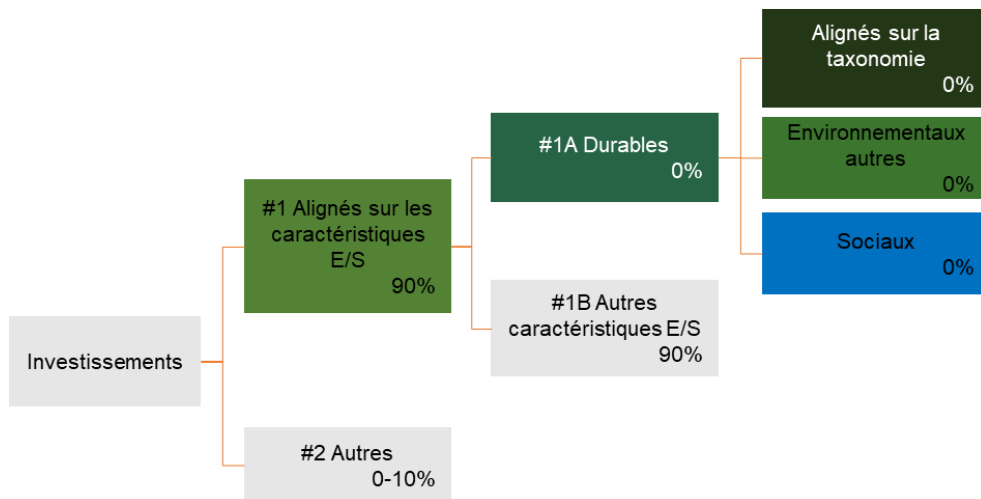 Investissements
#1 Alignés sur les
caractéristiques
E/S
90%
#2 Autres
0-10%
#1A Durables
0%
#1B Autres
caractéristiques E/S
90%
Alignés sur la
taxonomie
0%
Environnementaux
autres
0%
Sociaux
0%